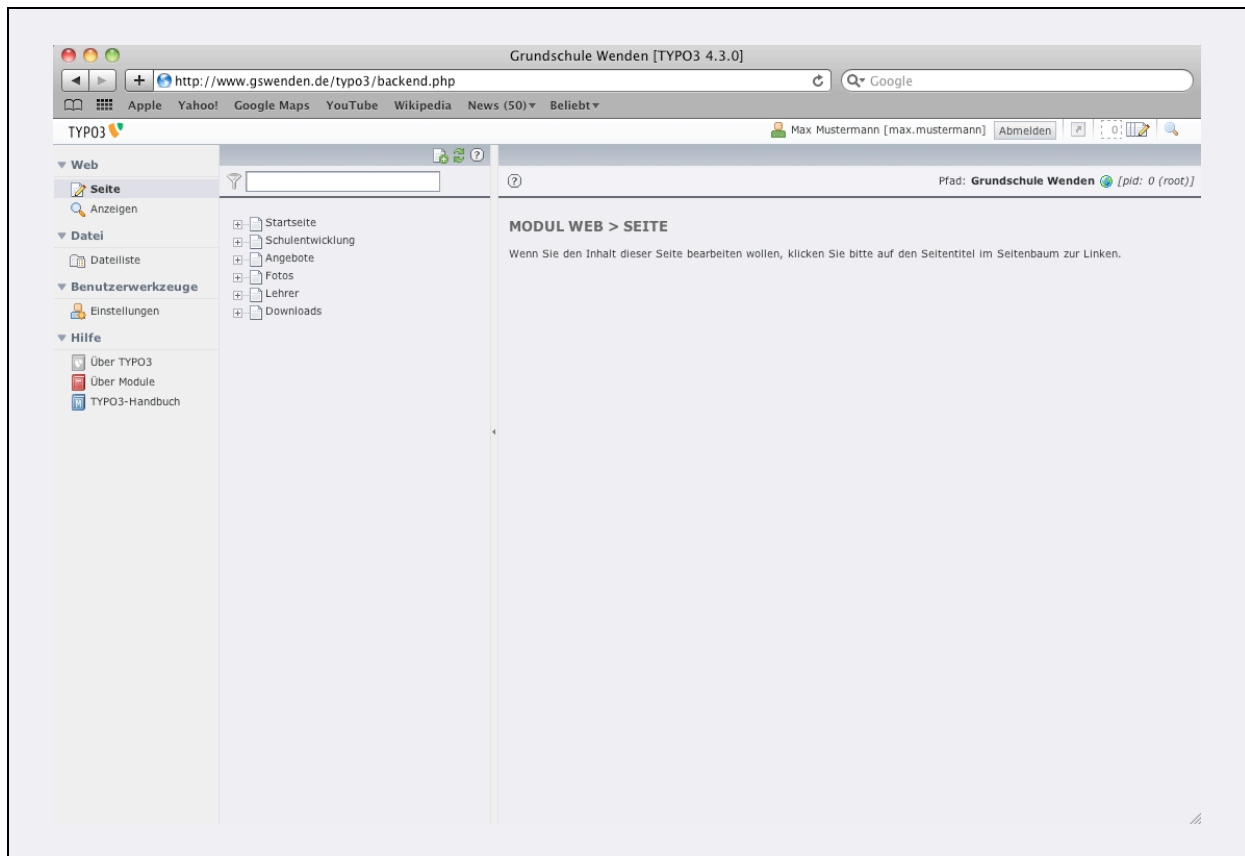 Grundschule Wenden [TYPO3 4.3.0]
http://www.gswenden.de/typo3/backend.php
Google
Apple Yahoo! Google Maps YouTube Wikipedia News (50) Beliebt
TYPO3
Max Mustermann [max.mustermann] Abmelden 0
Web
Seite
Anzeigen
Datei
Dateiliste
Benutzerwerkzeuge
Einstellungen
Hilfe
Über TYPO3
Über Module
TYPO3-Handbuch
Startseite
Schulentwicklung
Angebote
Fotos
Lehrer
Downloads
Pfad: Grundschule Wenden [pid: 0 (root)]
MODUL WEB > SEITE
Wenn Sie den Inhalt dieser Seite bearbeiten wollen, klicken Sie bitte auf den Seitentitel im Seitenbaum zur Linken.